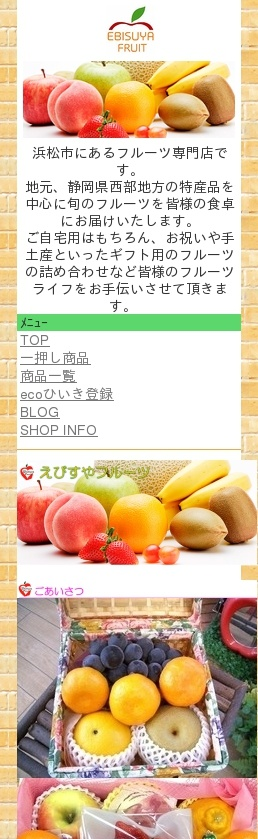 EBISUYA
FRUIT
浜松市にあるフルーツ専門店で
す。
地元、静岡県西部地方の特産品を
中心に旬のフルーツを皆様の食卓
にお届けいたします。
ご自宅用はもちろん、お祝いや手
土産といったギフト用のフルーツ
の詰め合わせなど皆様のフルーツ
ライフをお手伝いさせて頂きま
す。
ﾒﾆｭｰ
TOP
一押し商品
商品一覧
ecoひいき登録
BLOG
SHOP INFO
えびすやフルーツ
ごあいさつ